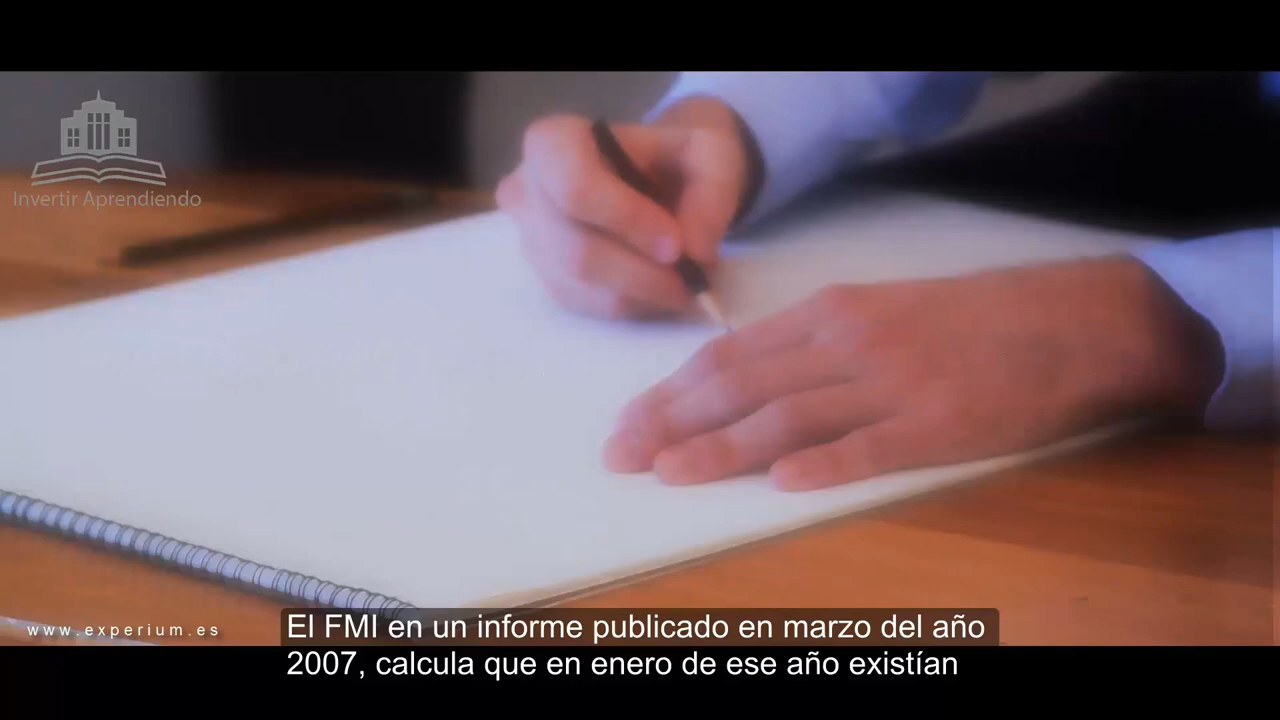 Invertir Aprendiendo
www.experium.es
El FMI en un informe publicado en marzo del año
2007, calcula que en enero de ese año existían